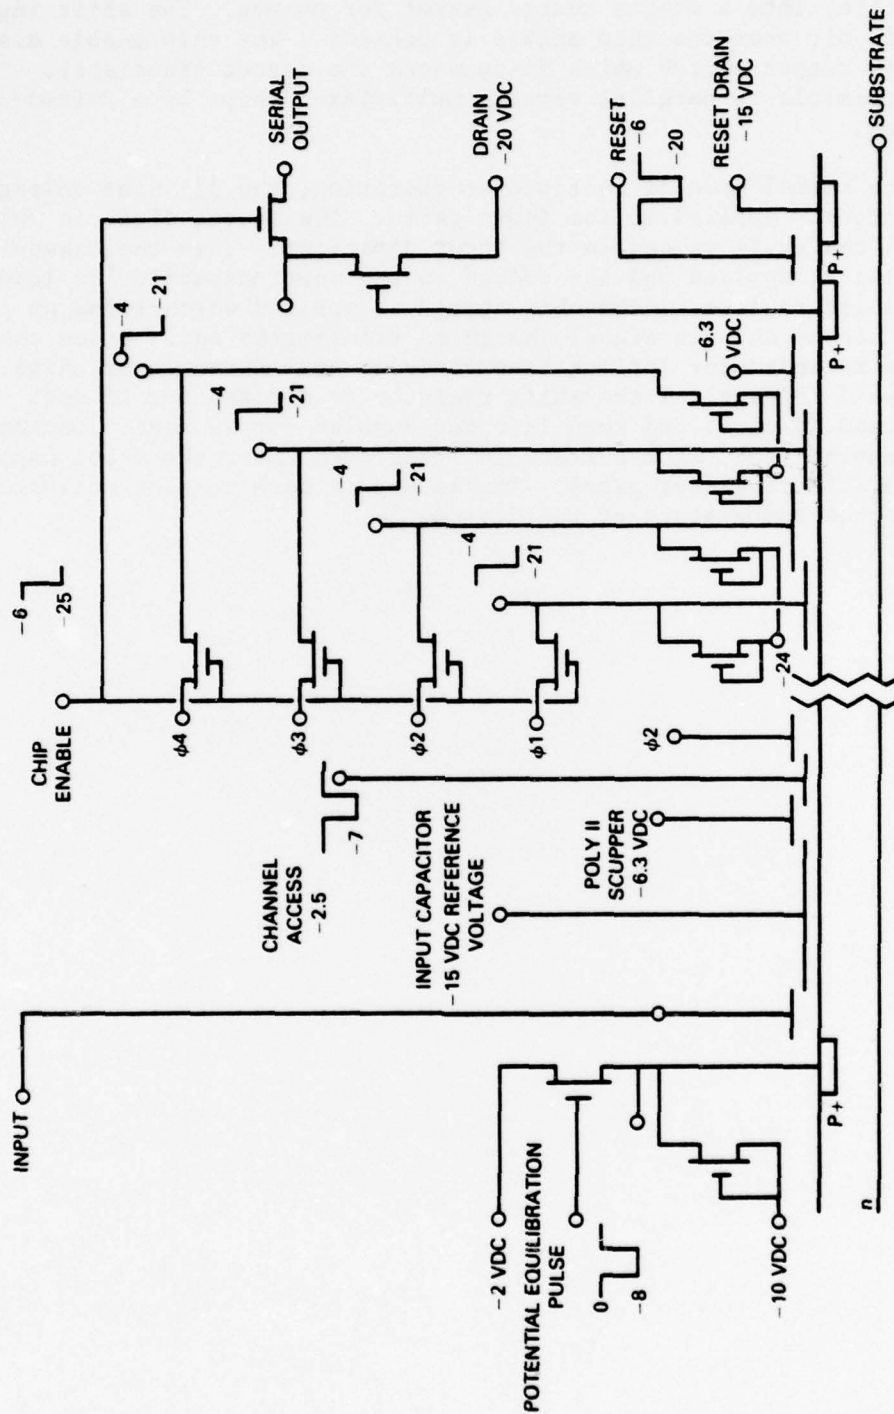 INPUT
-2 VDC
POTENTIAL EQUILIBRATION
PULSE
0
-8
-10 VDC
n
P+
INPUT CAPACITOR
-15 VDC REFERENCE
VOLTAGE
CHANNEL
ACCESS
-2.5
-7
POLY II
SCUPPER
-6.3 VDC
ϕ2
CHIP
ENABLE
-6
-25
ϕ4
ϕ3
ϕ2
ϕ1
-4
-21
-4
-21
-4
-21
-4
-21
-24
SERIAL
OUTPUT
DRAIN
-20 VDC
RESET
-6
-20
RESET DRAIN
-15 VDC
-6.3
VDC
P+
P+
SUBSTRATE